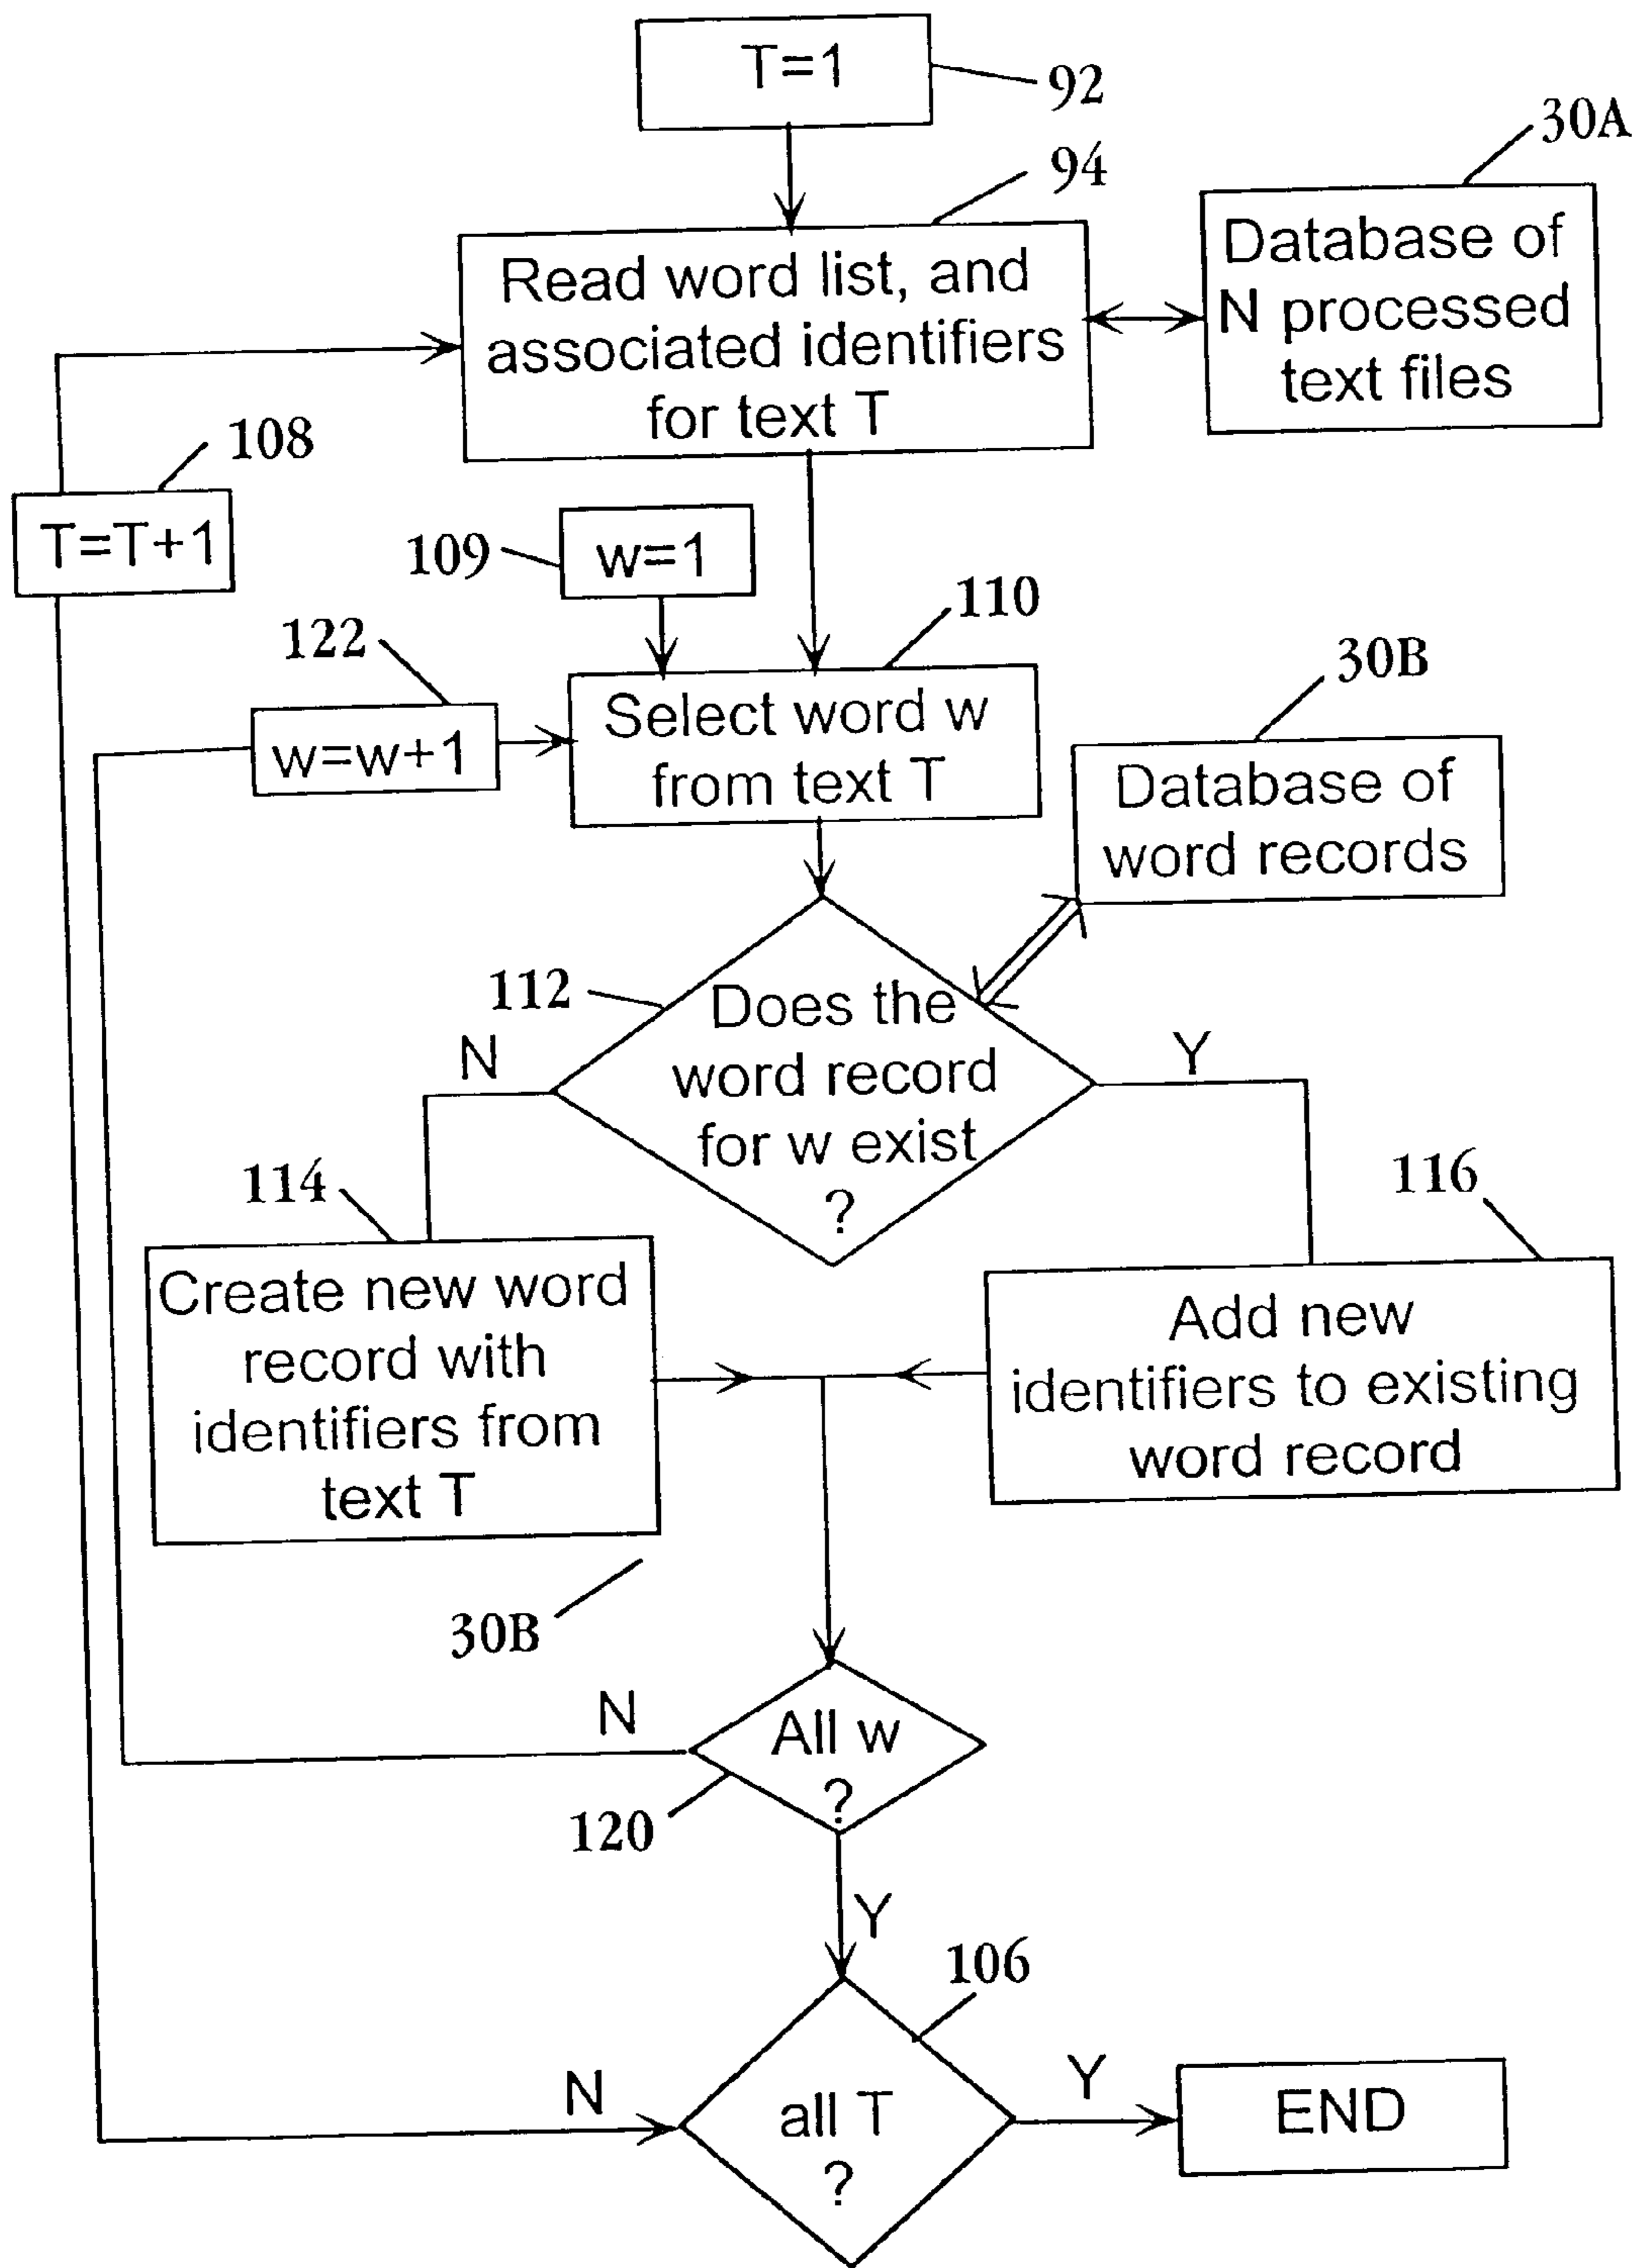 T=1
92
30A
94
Database of
N processed
text files
Read word list, and
associated identifiers
for text T
108
T=T+1
109
w=1
110
122
30B
w=w+1
Select word w
from text T
Database of
word records
112
Does the
word record
for w exist
?
N
Y
114
116
Create new word
record with
identifiers from
text T
Add new
identifiers to existing
word record
30B
N
All w
?
120
Y
106
N
all T
?
Y
END